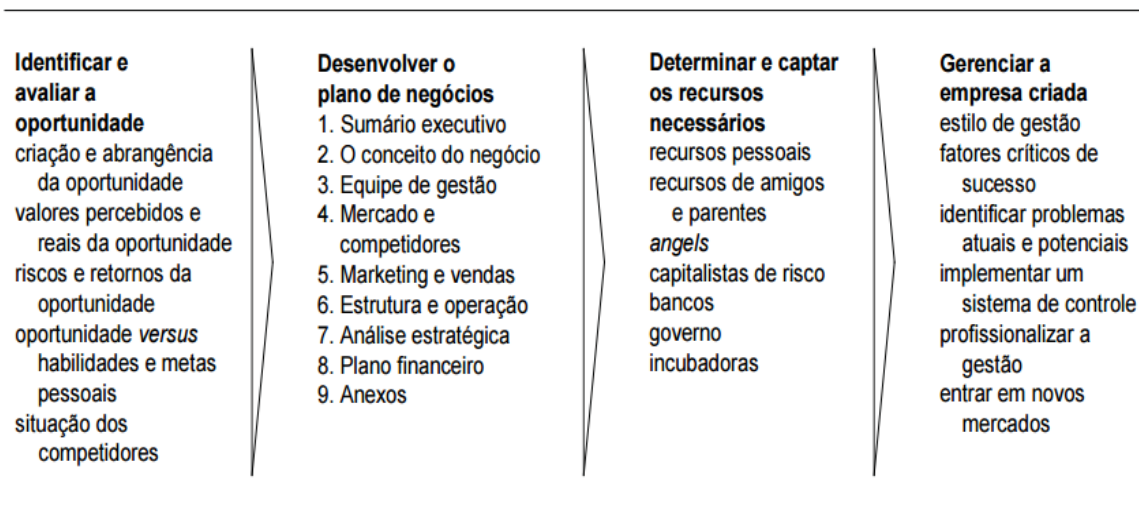 Identificar e
avaliar a
oportunidade
criação e abrangência
da oportunidade
valores percebidos e
reais da oportunidade
riscos e retornos da
oportunidade
oportunidade versus
habilidades e metas
pessoais
situação dos
competidores
Desenvolver o
plano de negócios
1. Sumário executivo
2. O conceito do negócio
3. Equipe de gestão
4. Mercado e
competidores
5. Marketing e vendas
6. Estrutura e operação
7. Análise estratégica
8. Plano financeiro
9. Anexos
Determinar e captar
os recursos
necessários
recursos pessoais
recursos de amigos
e parentes
angels
capitalistas de risco
bancos
governo
incubadoras
Gerenciar a
empresa criada
estilo de gestão
fatores críticos de
sucesso
identificar problemas
atuais e potenciais
implementar um
sistema de controle
profissionalizar a
gestão
entrar em novos
mercados